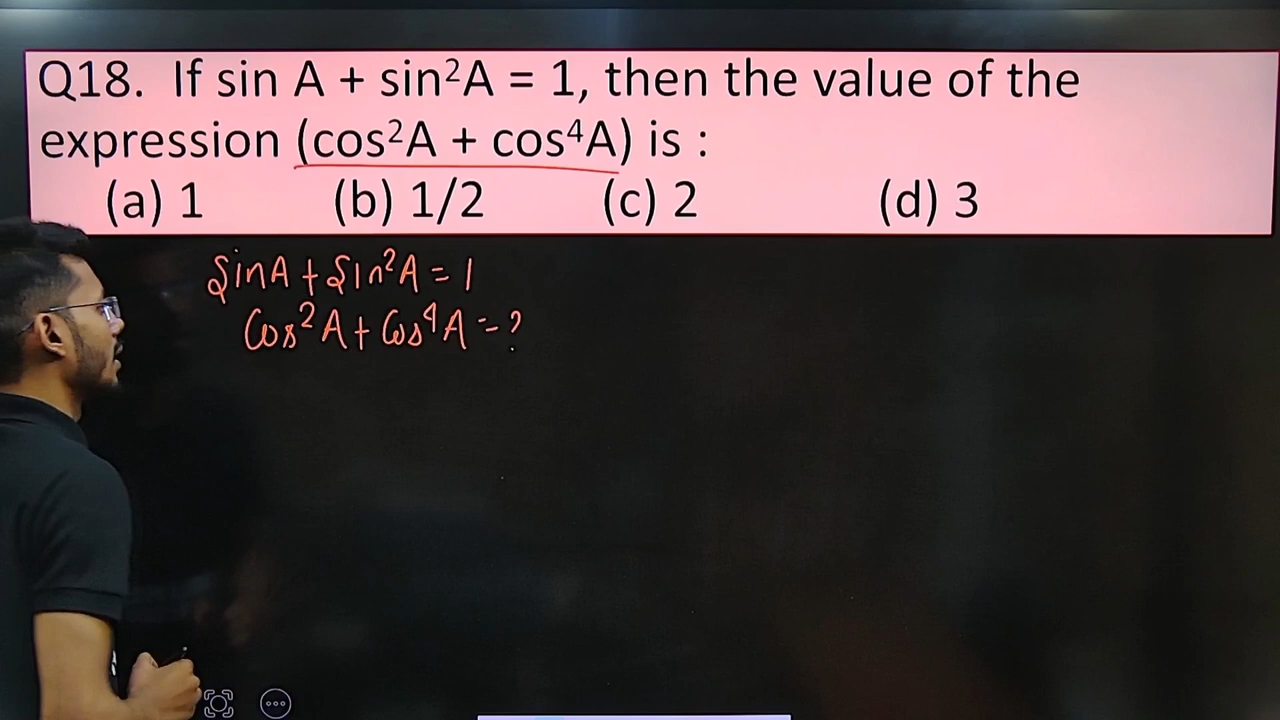 Q18. If sin A + sin²A = 1, then the value of the
expression (cos²A + cos⁴A) is :
(a) 1 (b) 1/2 (c) 2 (d) 3
sinA + sin²A = 1
cos²A + cos⁴A = ?